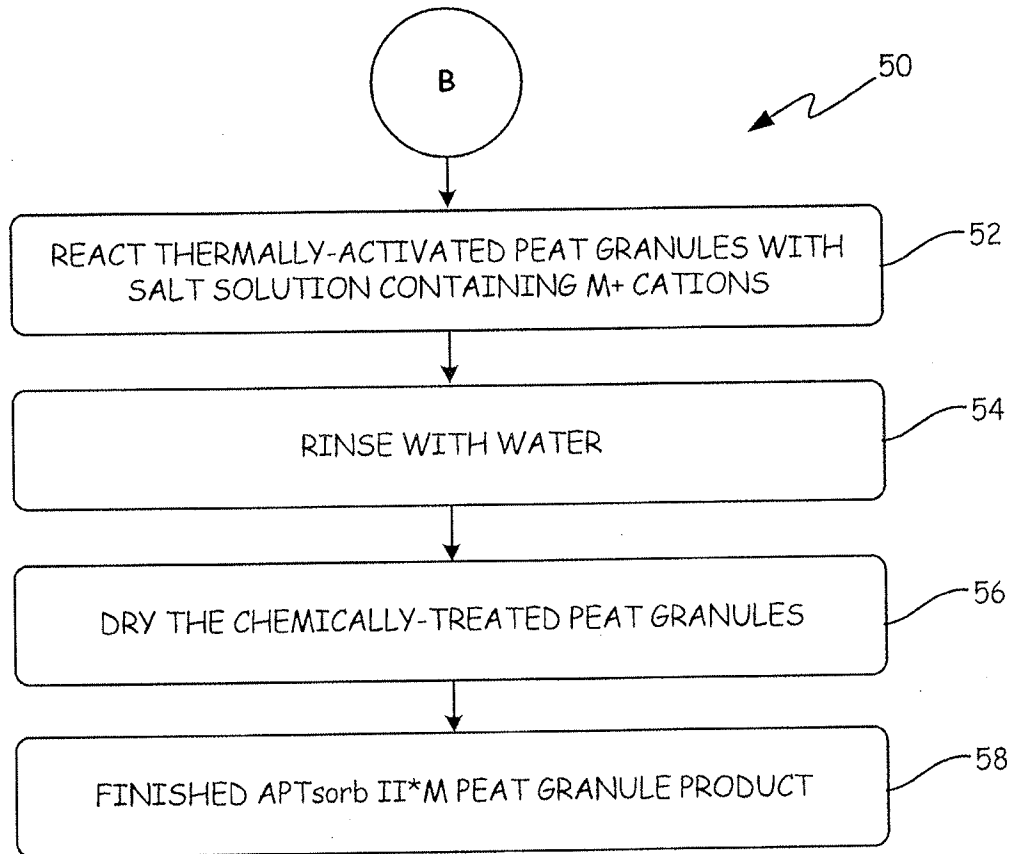 B
50
REACT THERMALLY-ACTIVATED PEAT GRANULES WITH
SALT SOLUTION CONTAINING M+ CATIONS
52
RINSE WITH WATER
54
DRY THE CHEMICALLY-TREATED PEAT GRANULES
56
FINISHED APTsorb II*M PEAT GRANULE PRODUCT
58